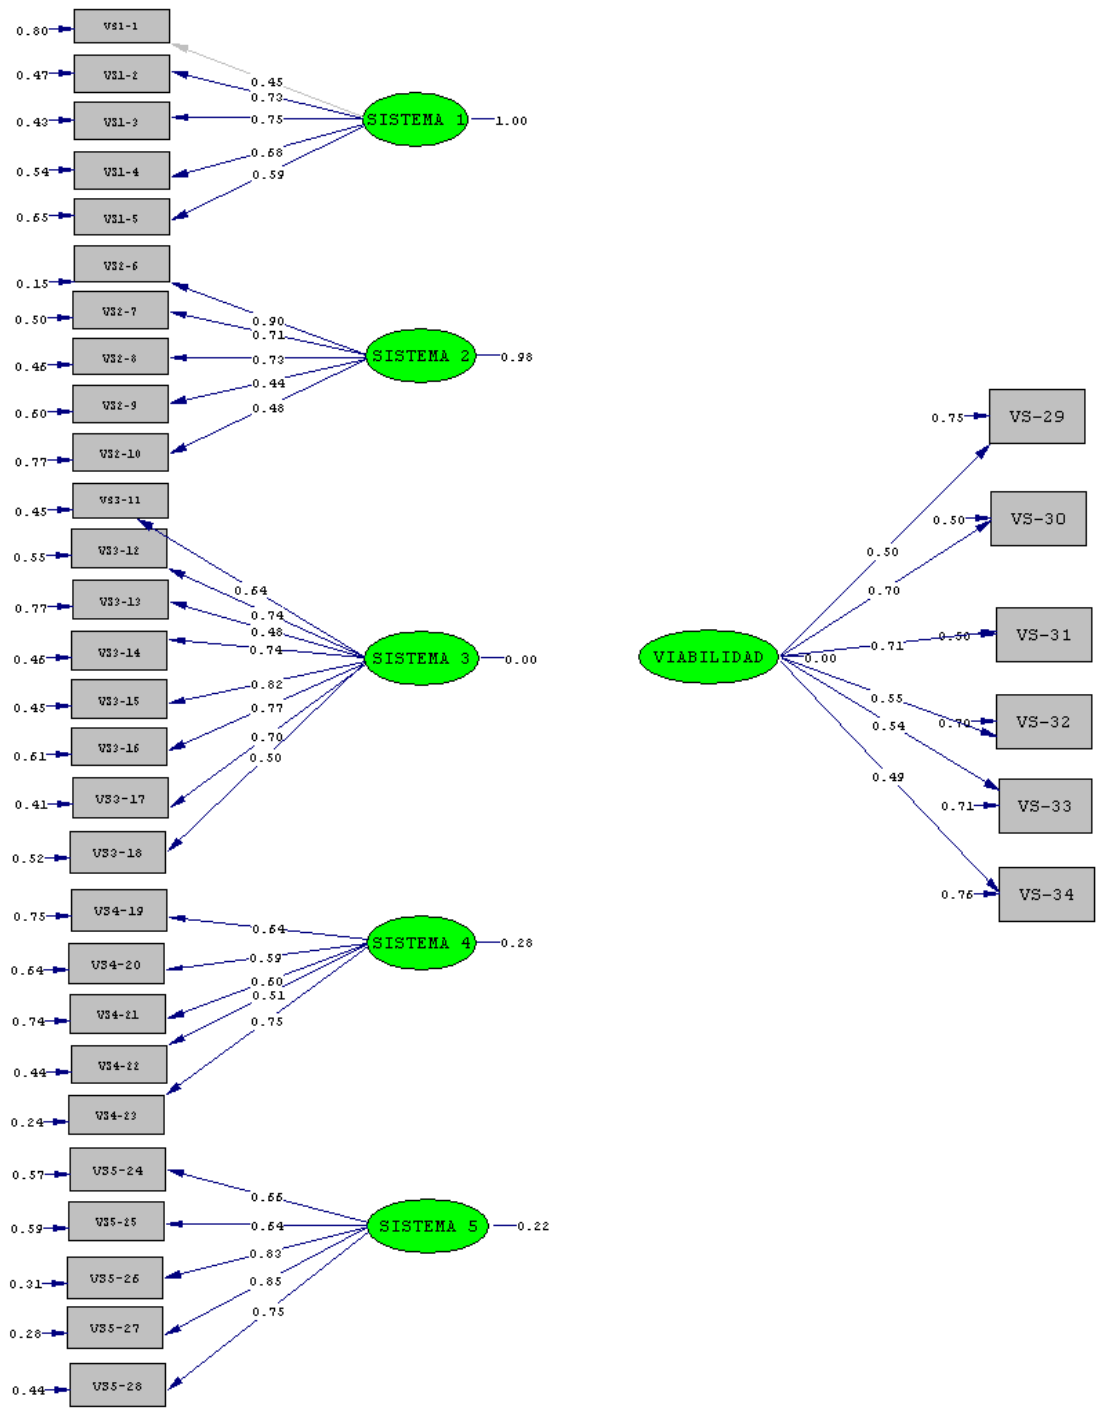 0.80
VS1-1
0.47
VS1-2
0.43
VS1-3
0.54
VS1-4
0.65
VS1-5
0.45
0.73
0.75
0.68
0.59
SISTEMA 1
1.00
0.15
VS2-6
0.50
VS2-7
0.46
VS2-8
0.60
VS2-9
0.77
VS2-10
0.90
0.71
0.73
0.44
0.48
SISTEMA 2
0.98
0.45
VS3-11
0.55
VS3-12
0.77
VS3-13
0.46
VS3-14
0.45
VS3-15
0.61
VS3-16
0.41
VS3-17
0.52
VS3-18
0.64
0.74
0.48
0.74
0.82
0.77
0.70
0.50
SISTEMA 3
0.00
0.75
VS4-19
0.64
VS4-20
0.74
VS4-21
0.44
VS4-22
0.24
VS4-23
0.64
0.59
0.60
0.51
0.75
SISTEMA 4
0.28
0.57
VS5-24
0.59
VS5-25
0.31
VS5-26
0.28
VS5-27
0.44
VS5-28
0.66
0.64
0.83
0.85
0.75
SISTEMA 5
0.22
VIABILIDAD
0.00
0.50
0.70
0.71
0.55
0.54
0.49
0.75
VS-29
0.50
VS-30
0.50
VS-31
0.70
VS-32
0.71
VS-33
0.76
VS-34